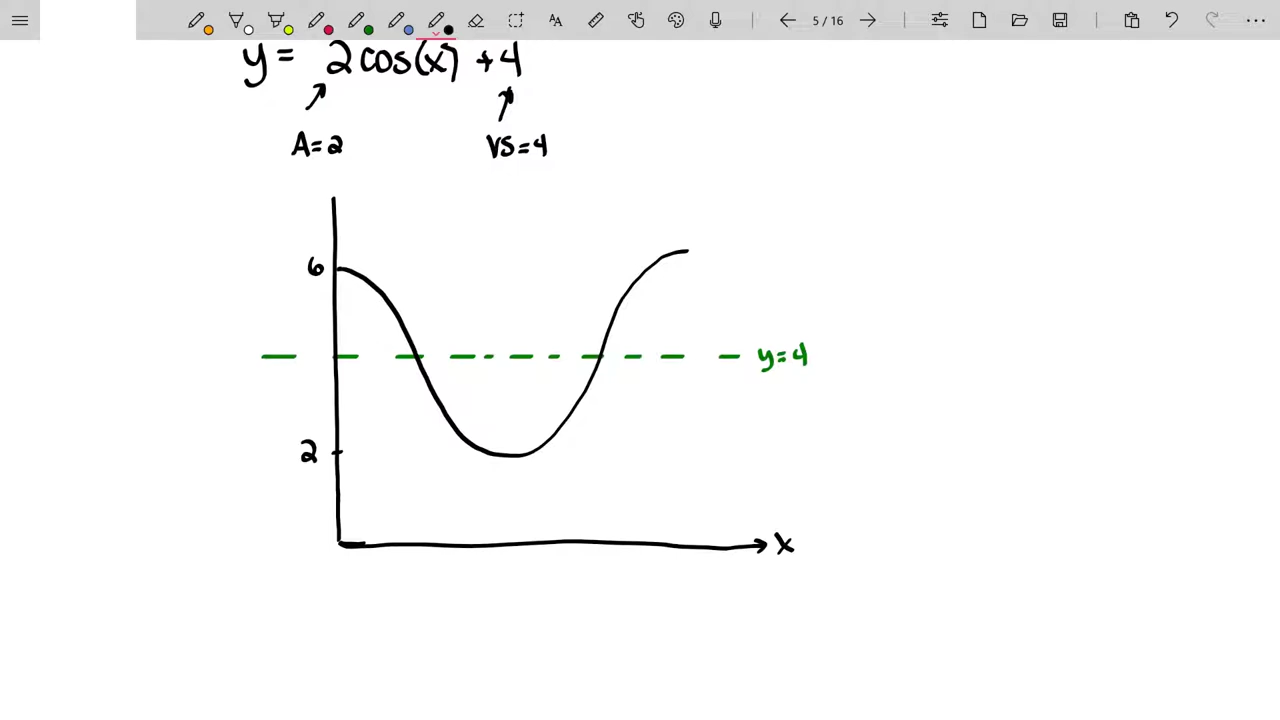 5 / 16
y = 2cos(x) + 4
A=2 VS=4
6
y=4
2
x